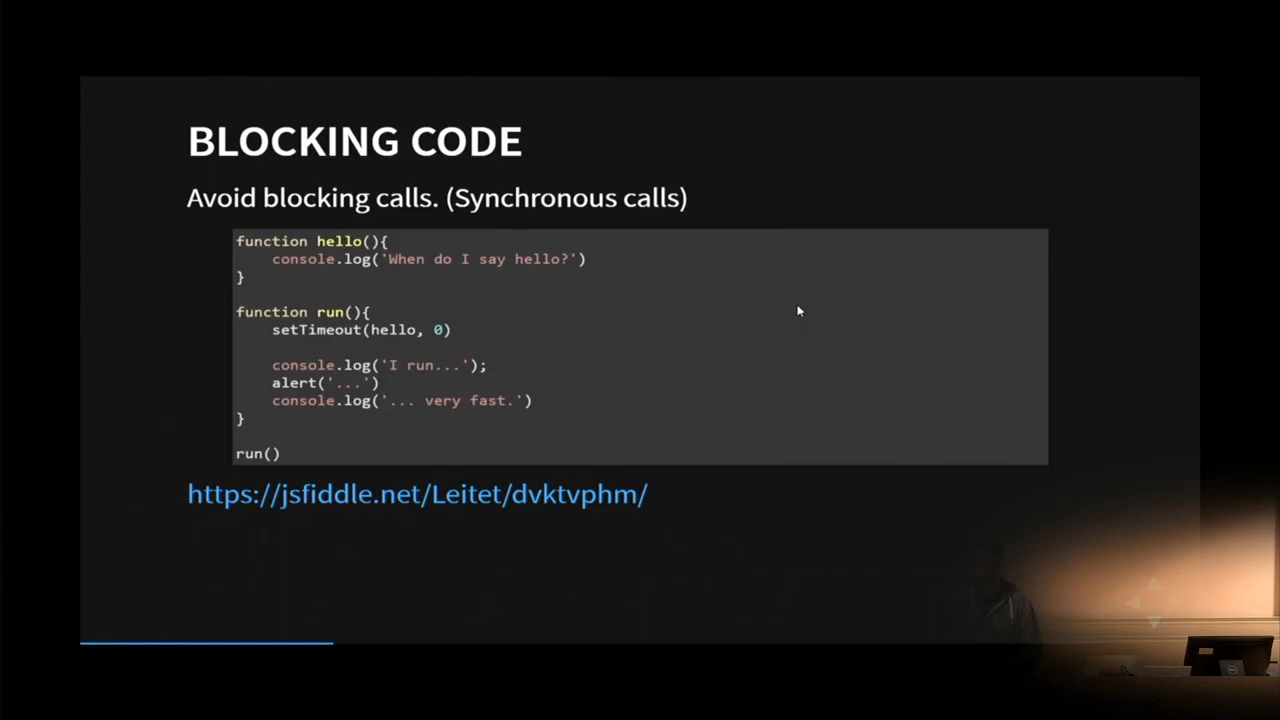 BLOCKING CODE
Avoid blocking calls. (Synchronous calls)
function hello(){
    console.log('When do I say hello?')
}
function run(){
    setTimeout(hello, 0)
    console.log('I run...');
    alert('...')
    console.log('... very fast.')
}
run()
https://jsfiddle.net/Leitet/dvktvphm/